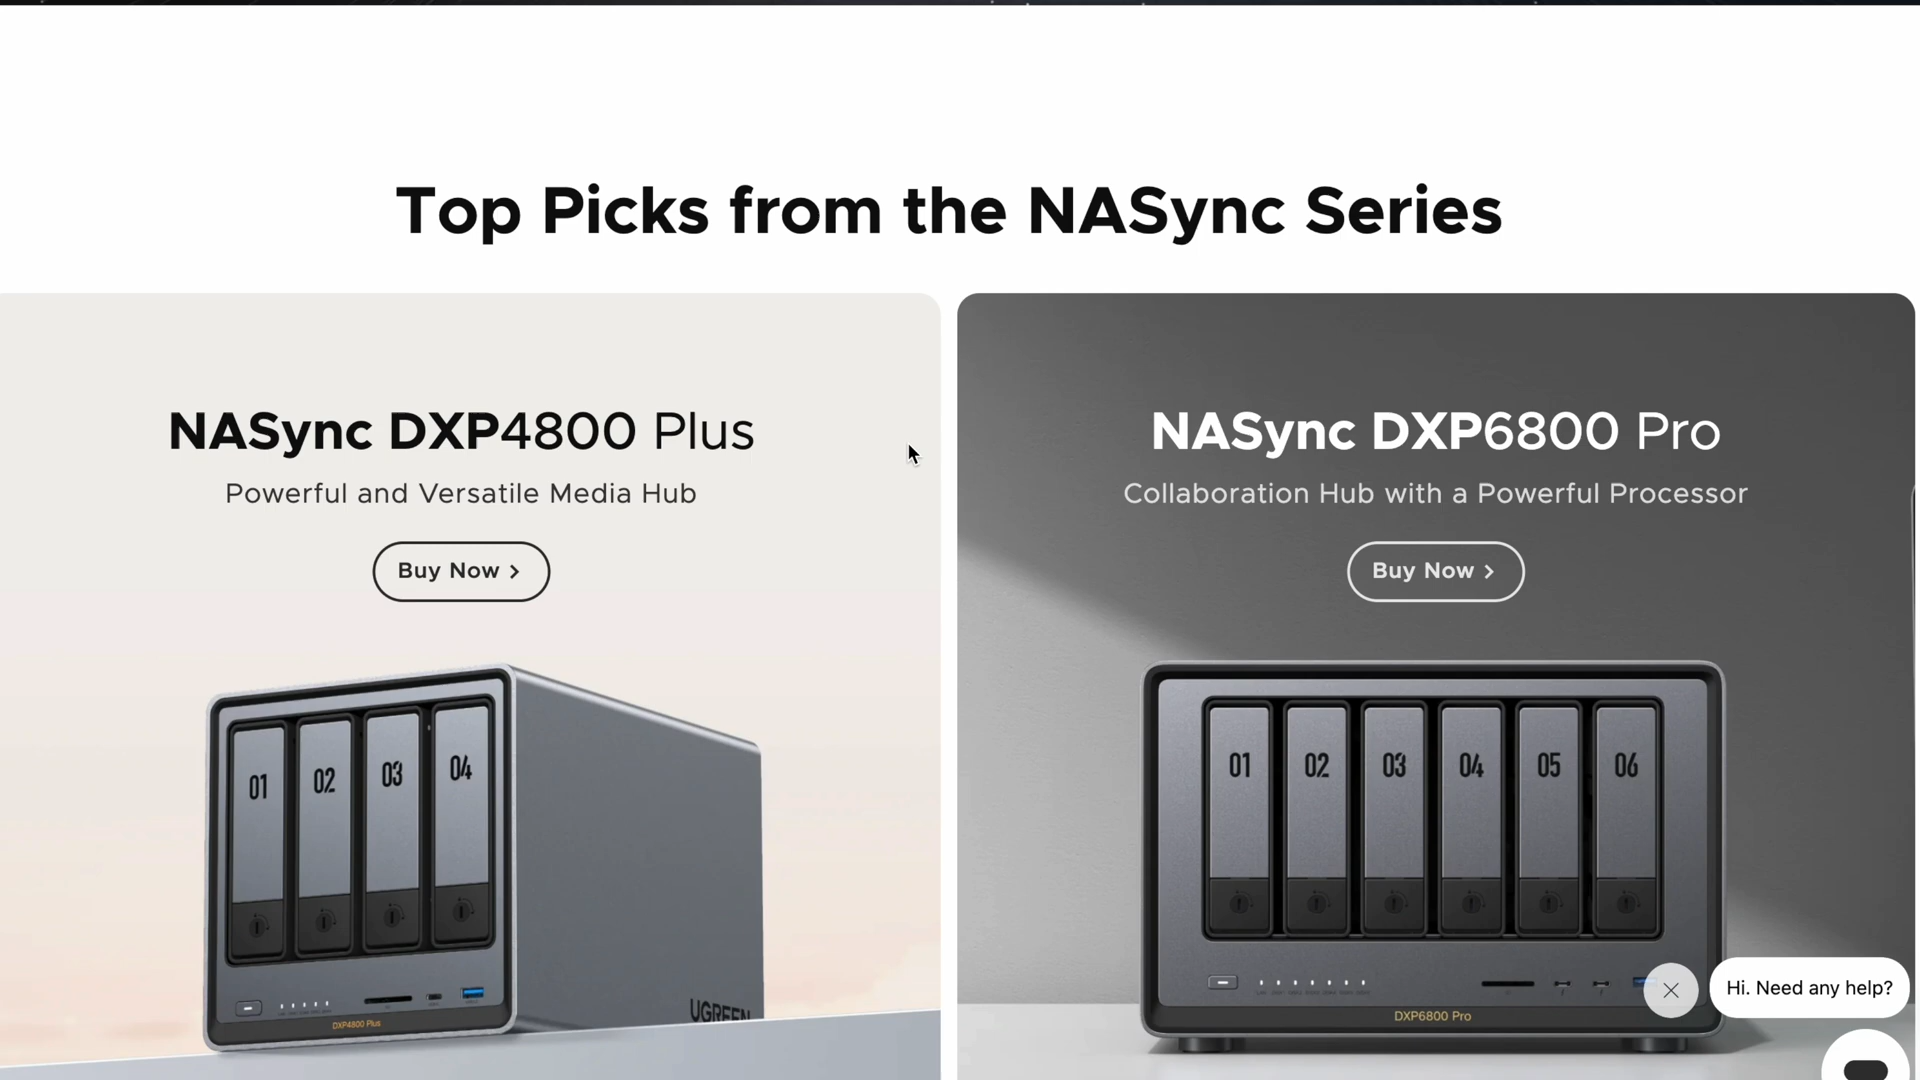 Top Picks from the NASync Series
NASync DXP4800 Plus
Powerful and Versatile Media Hub
Buy Now >
01
02
03
04
DXP4800 Plus
UGREEN
NASync DXP6800 Pro
Collaboration Hub with a Powerful Processor
Buy Now >
01
02
03
04
05
06
DXP6800 Pro
Hi. Need any help?